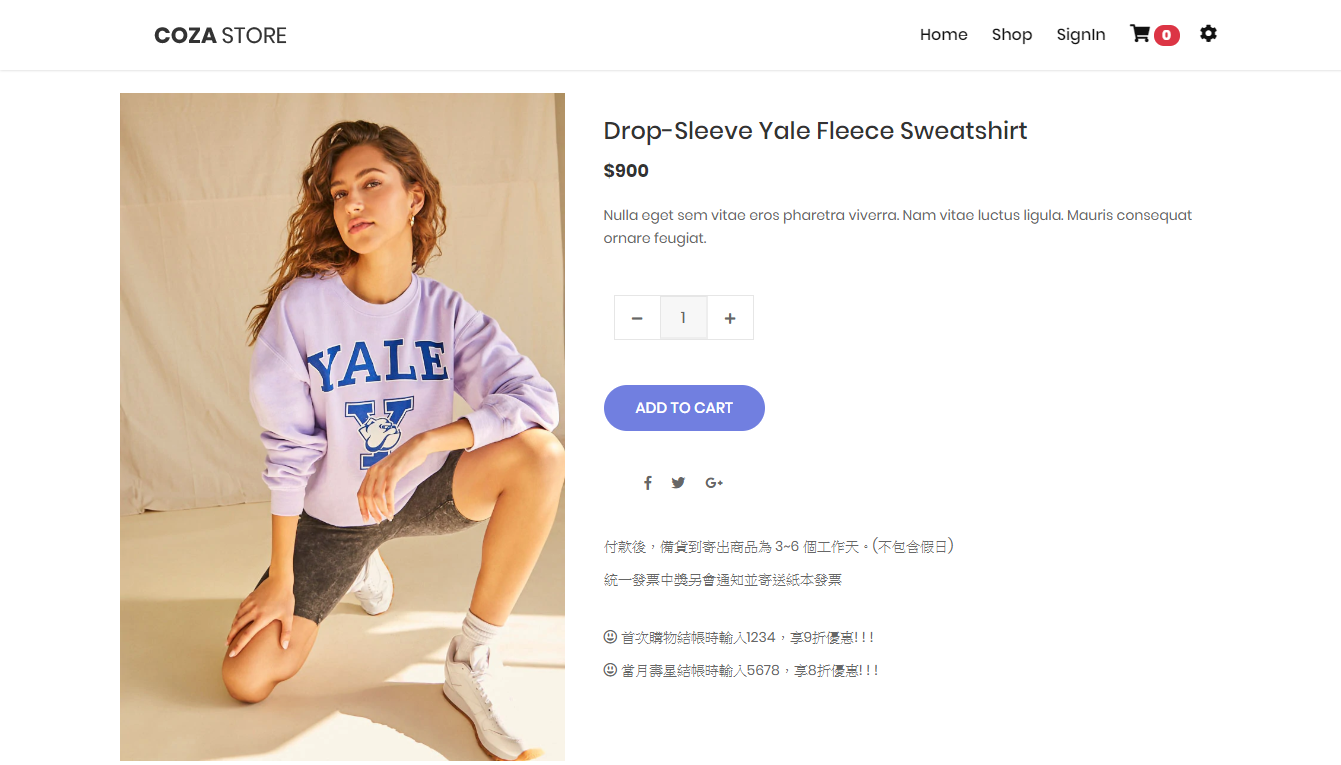 COZA STORE
Home Shop SignIn 0
Drop-Sleeve Yale Fleece Sweatshirt
$900
Nulla eget sem vitae eros pharetra viverra. Nam vitae luctus ligula. Mauris consequat
ornare feugiat.
YALE
Y
− 1 +
ADD TO CART
付款後，備貨到寄出商品為 3~6 個工作天。(不包含假日)
統一發票中獎另會通知並寄送紙本發票
首次購物結帳時輸入1234，享9折優惠!!!
當月壽星結帳時輸入5678，享8折優惠!!!